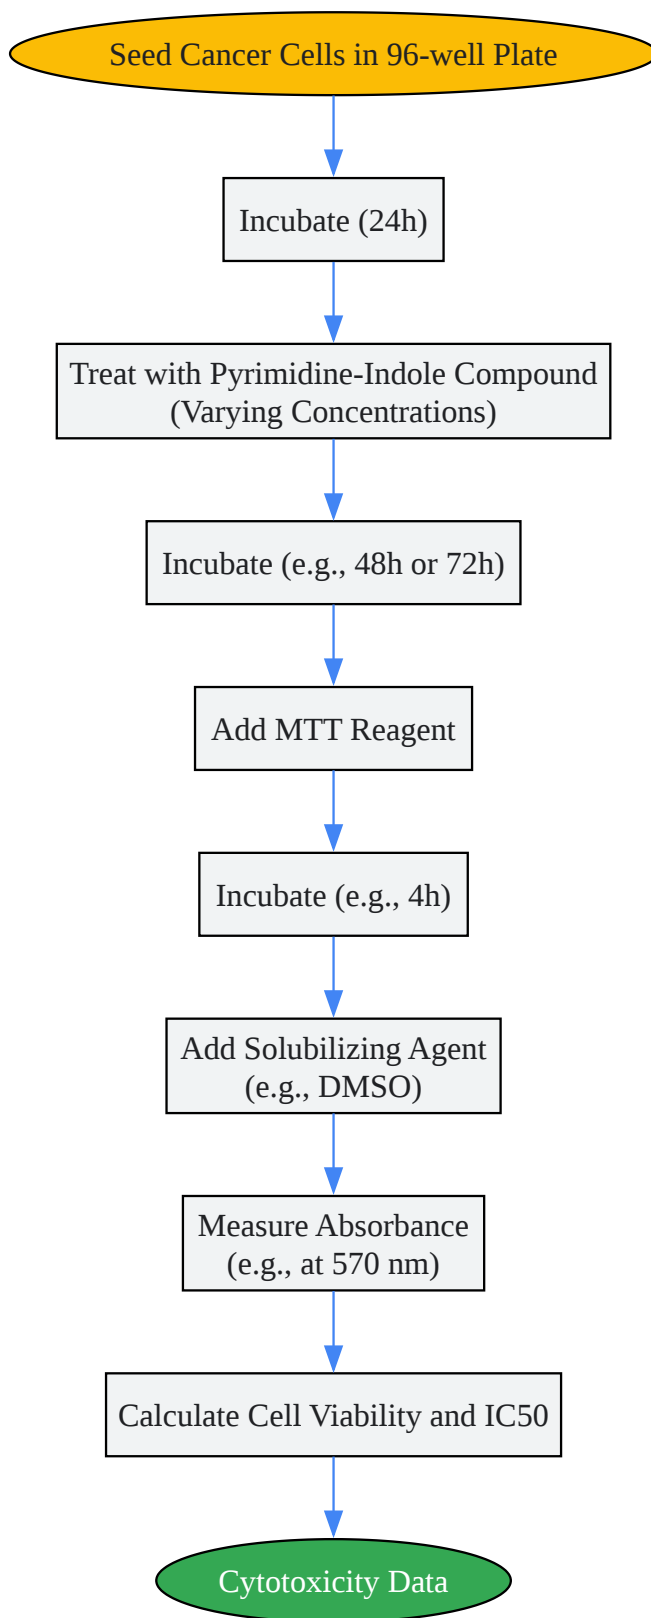 Seed Cancer Cells in 96-well Plate
Incubate (24h)
Treat with Pyrimidine-Indole Compound
(Varying Concentrations)
Incubate (e.g., 48h or 72h)
Add MTT Reagent
Incubate (e.g., 4h)
Add Solubilizing Agent
(e.g., DMSO)
Measure Absorbance
(e.g., at 570 nm)
Calculate Cell Viability and IC50
Cytotoxicity Data